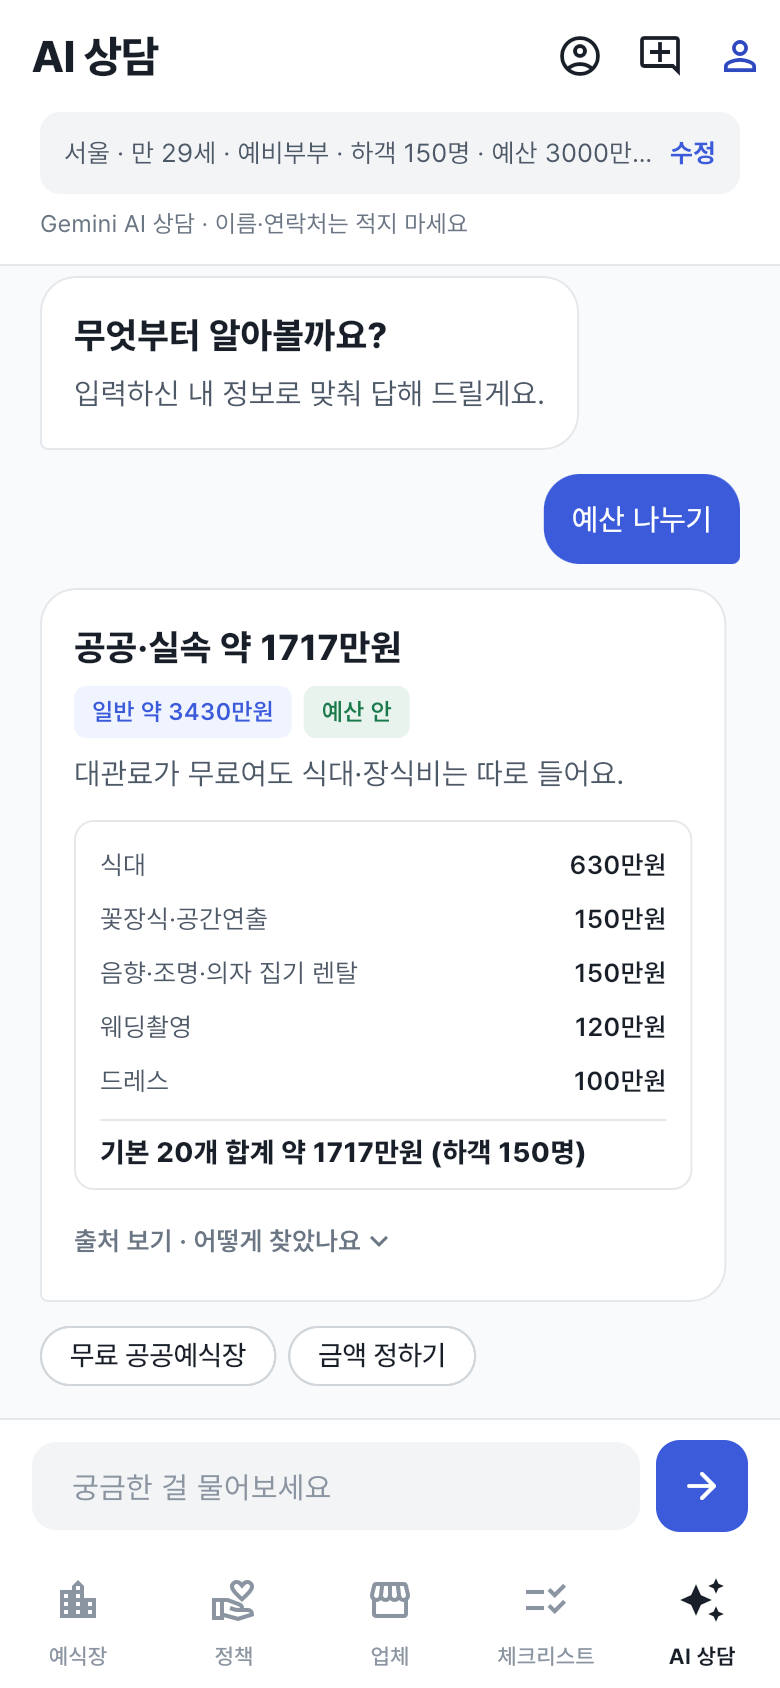 AI 상담
서울 · 만 29세 · 예비부부 · 하객 150명 · 예산 3000만... 수정
Gemini AI 상담 · 이름·연락처는 적지 마세요
무엇부터 알아볼까요?
입력하신 내 정보로 맞춰 답해 드릴게요.
예산 나누기
공공·실속 약 1717만원
일반 약 3430만원 예산 안
대관료가 무료여도 식대·장식비는 따로 들어요.
식대 630만원
꽃장식·공간연출 150만원
음향·조명·의자 집기 렌탈 150만원
웨딩촬영 120만원
드레스 100만원
기본 20개 합계 약 1717만원 (하객 150명)
출처 보기 · 어떻게 찾았나요
무료 공공예식장 금액 정하기
궁금한 걸 물어보세요
예식장 정책 업체 체크리스트 AI 상담